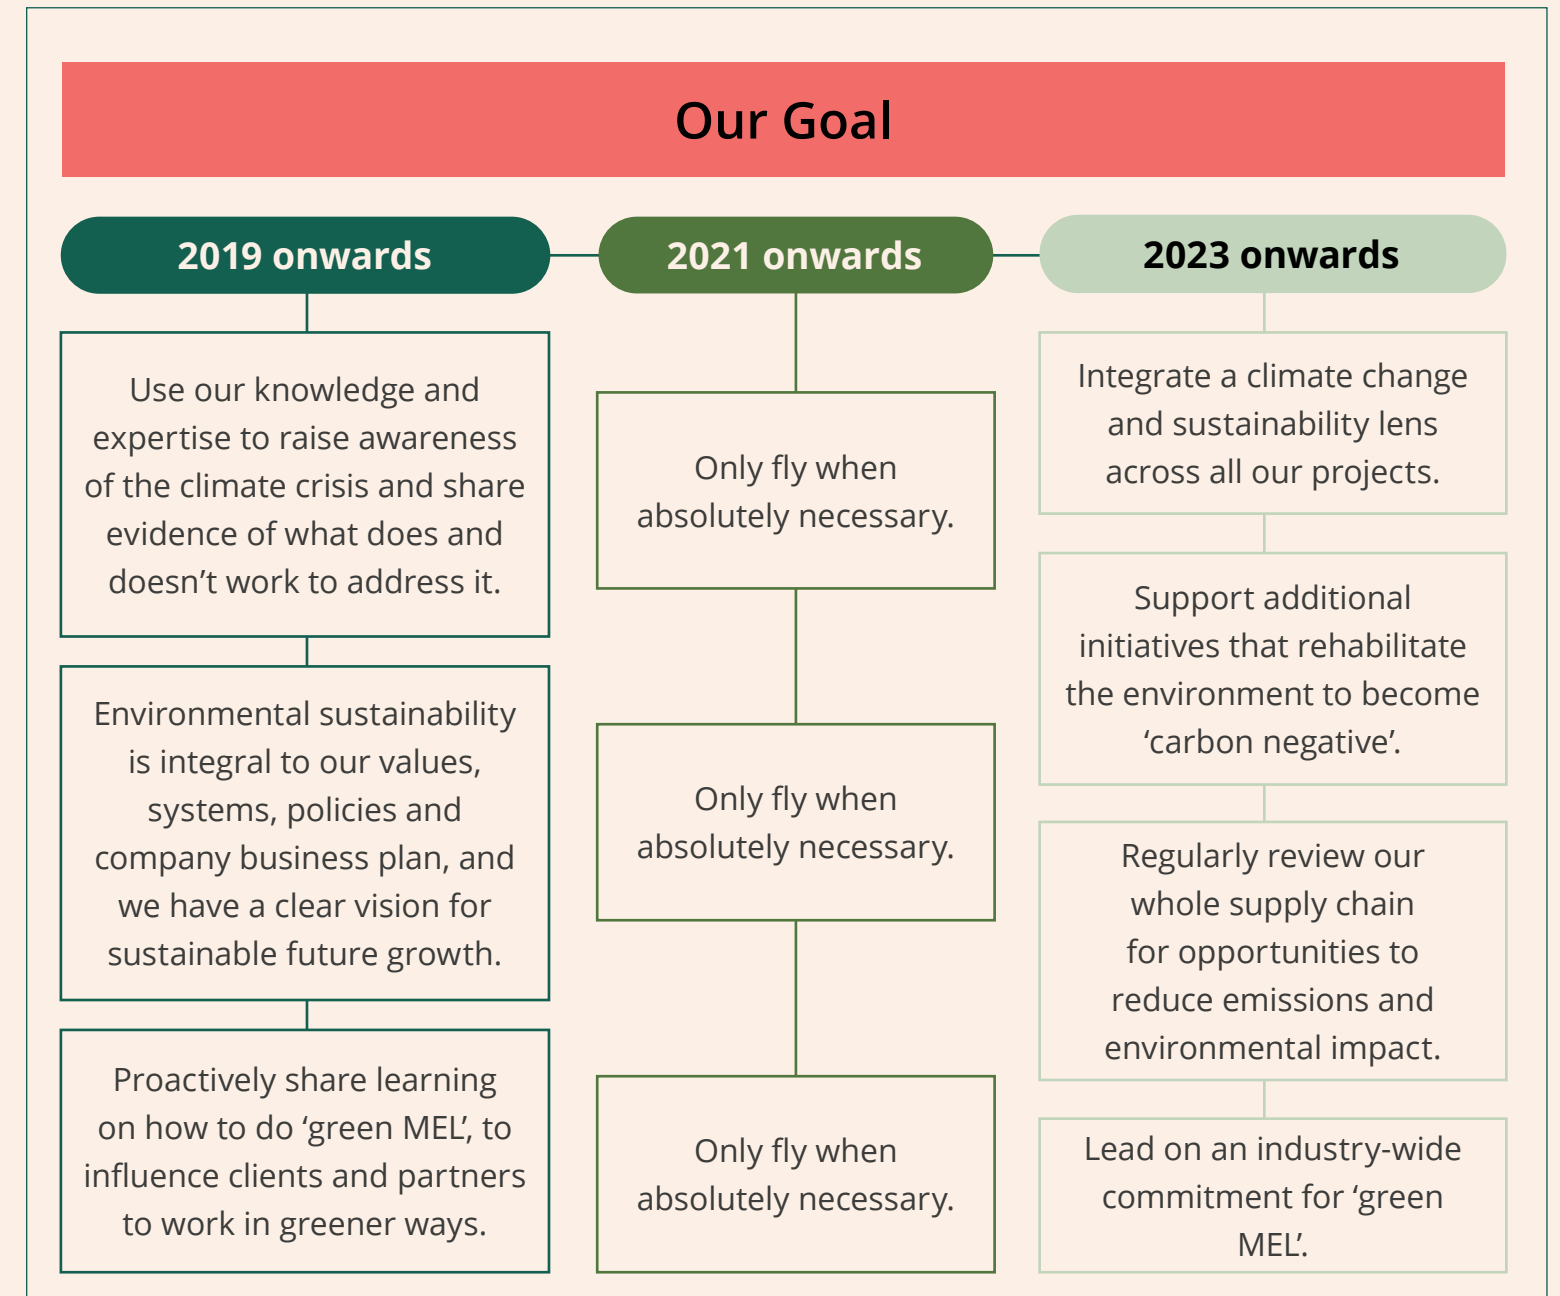 Our Goal
2019 onwards
Use our knowledge and
expertise to raise awareness
of the climate crisis and share
evidence of what does and
doesn’t work to address it.
Environmental sustainability
is integral to our values,
systems, policies and
company business plan, and
we have a clear vision for
sustainable future growth.
Proactively share learning
on how to do ‘green MEL’, to
influence clients and partners
to work in greener ways.
2021 onwards
Only fly when
absolutely necessary.
Only fly when
absolutely necessary.
Only fly when
absolutely necessary.
2023 onwards
Integrate a climate change
and sustainability lens
across all our projects.
Support additional
initiatives that rehabilitate
the environment to become
‘carbon negative’.
Regularly review our
whole supply chain
for opportunities to
reduce emissions and
environmental impact.
Lead on an industry-wide
commitment for ‘green
MEL’.